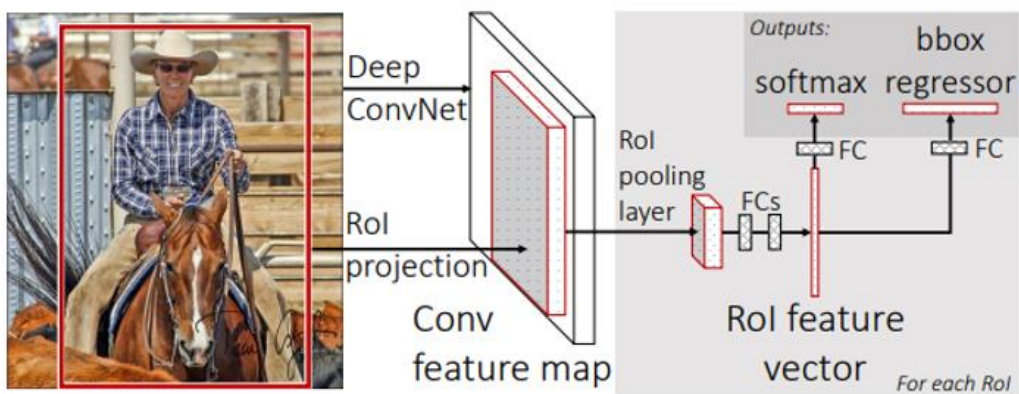 Deep
ConvNet
RoI
projection
Conv
feature map
RoI
pooling
layer
FCs
RoI feature
vector
For each RoI
Outputs:
softmax
bbox
regressor
FC
FC